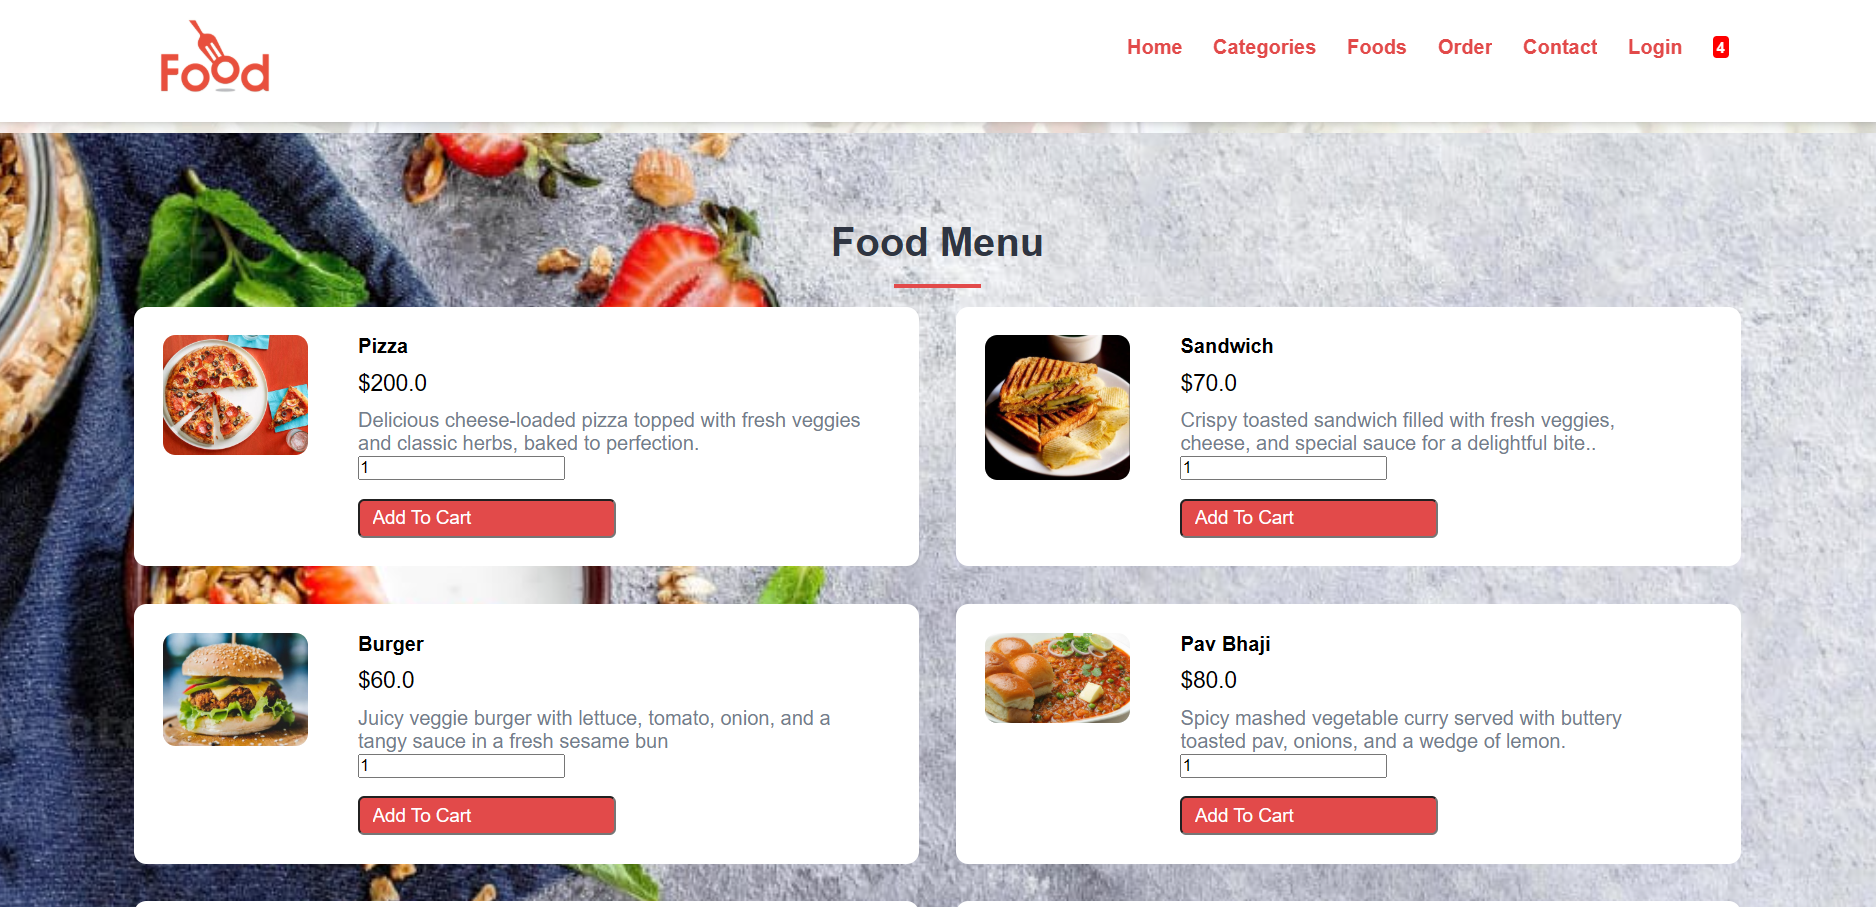 Food
Home Categories Foods Order Contact Login 4
Food Menu
Pizza
$200.0
Delicious cheese-loaded pizza topped with fresh veggies
and classic herbs, baked to perfection.
1
Add To Cart
Sandwich
$70.0
Crispy toasted sandwich filled with fresh veggies,
cheese, and special sauce for a delightful bite..
1
Add To Cart
Burger
$60.0
Juicy veggie burger with lettuce, tomato, onion, and a
tangy sauce in a fresh sesame bun
1
Add To Cart
Pav Bhaji
$80.0
Spicy mashed vegetable curry served with buttery
toasted pav, onions, and a wedge of lemon.
1
Add To Cart